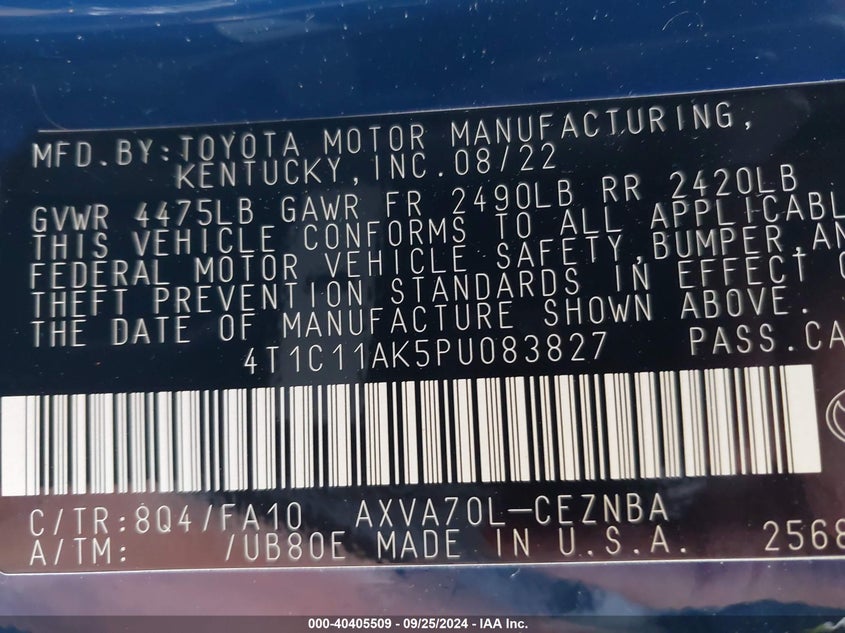 MFD.BY:TOYOTA MOTOR MANUFACTURING,
KENTUCKY,INC.08/22
GVWR 4475LB GAWR FR 2490LB RR 2420LB
THIS VEHICLE CONFORMS TO ALL APPLICABL
FEDERAL MOTOR VEHICLE SAFETY,BUMPER,AN
THEFT PREVENTION STANDARDS IN EFFECT O
THE DATE OF MANUFACTURE SHOWN ABOVE.
4T1C11AK5PU083827 PASS.CA
C/TR:8Q4/FA10 AXVA70L-CEZNBA
A/TM: /UB80E MADE IN U.S.A. 2568
000-40405509 - 09/25/2024 - IAA Inc.